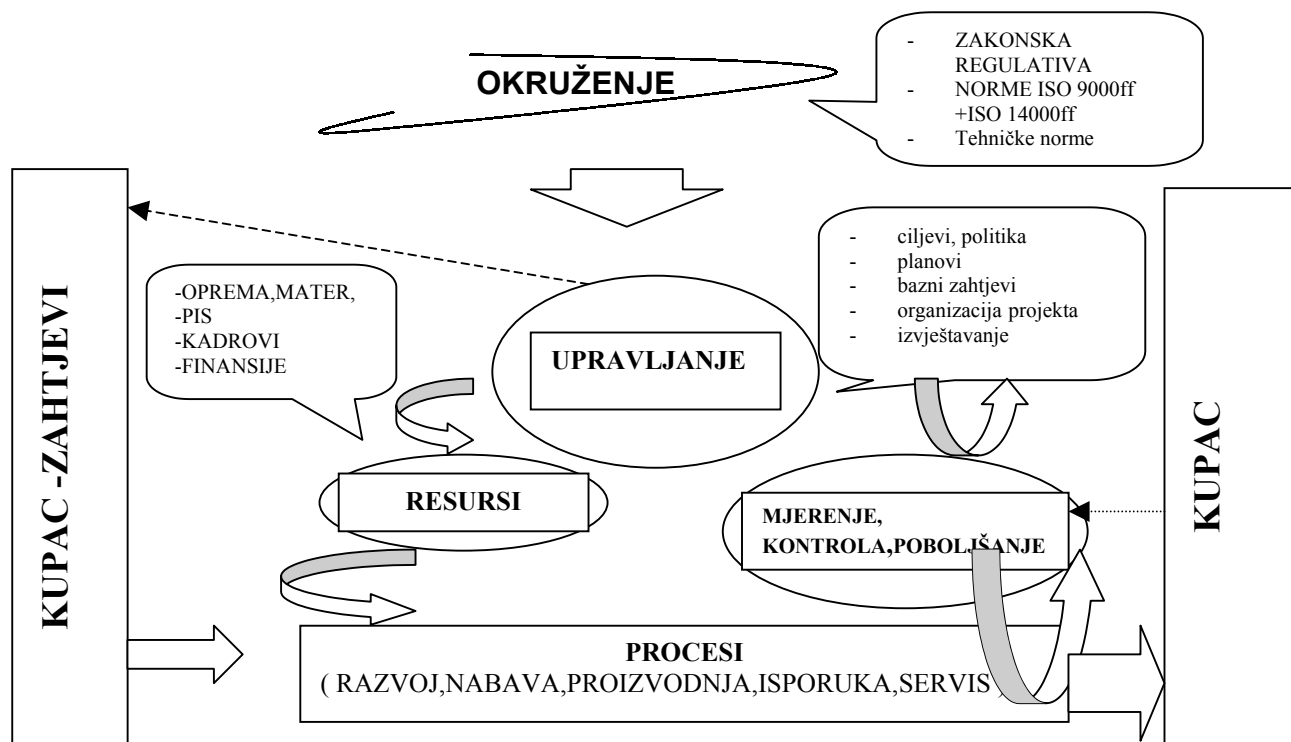 OKRUŽENJE
- ZAKONSKA
REGULATIVA
- NORME ISO 9000ff
+ISO 14000ff
- Tehničke norme
KUPAC -ZAHTJEVI
-OPREMA,MATER,
-PIS
-KADROVI
-FINANSIJE
UPRAVLJANJE
- ciljevi, politika
- planovi
- bazni zahtjevi
- organizacija projekta
- izvještavanje
KUPAC
RESURSI
MJERENJE,
KONTROLA,POBOLJŠANJE
PROCESI
( RAZVOJ,NABAVA,PROIZVODNJA,ISPORUKA,SERVIS )